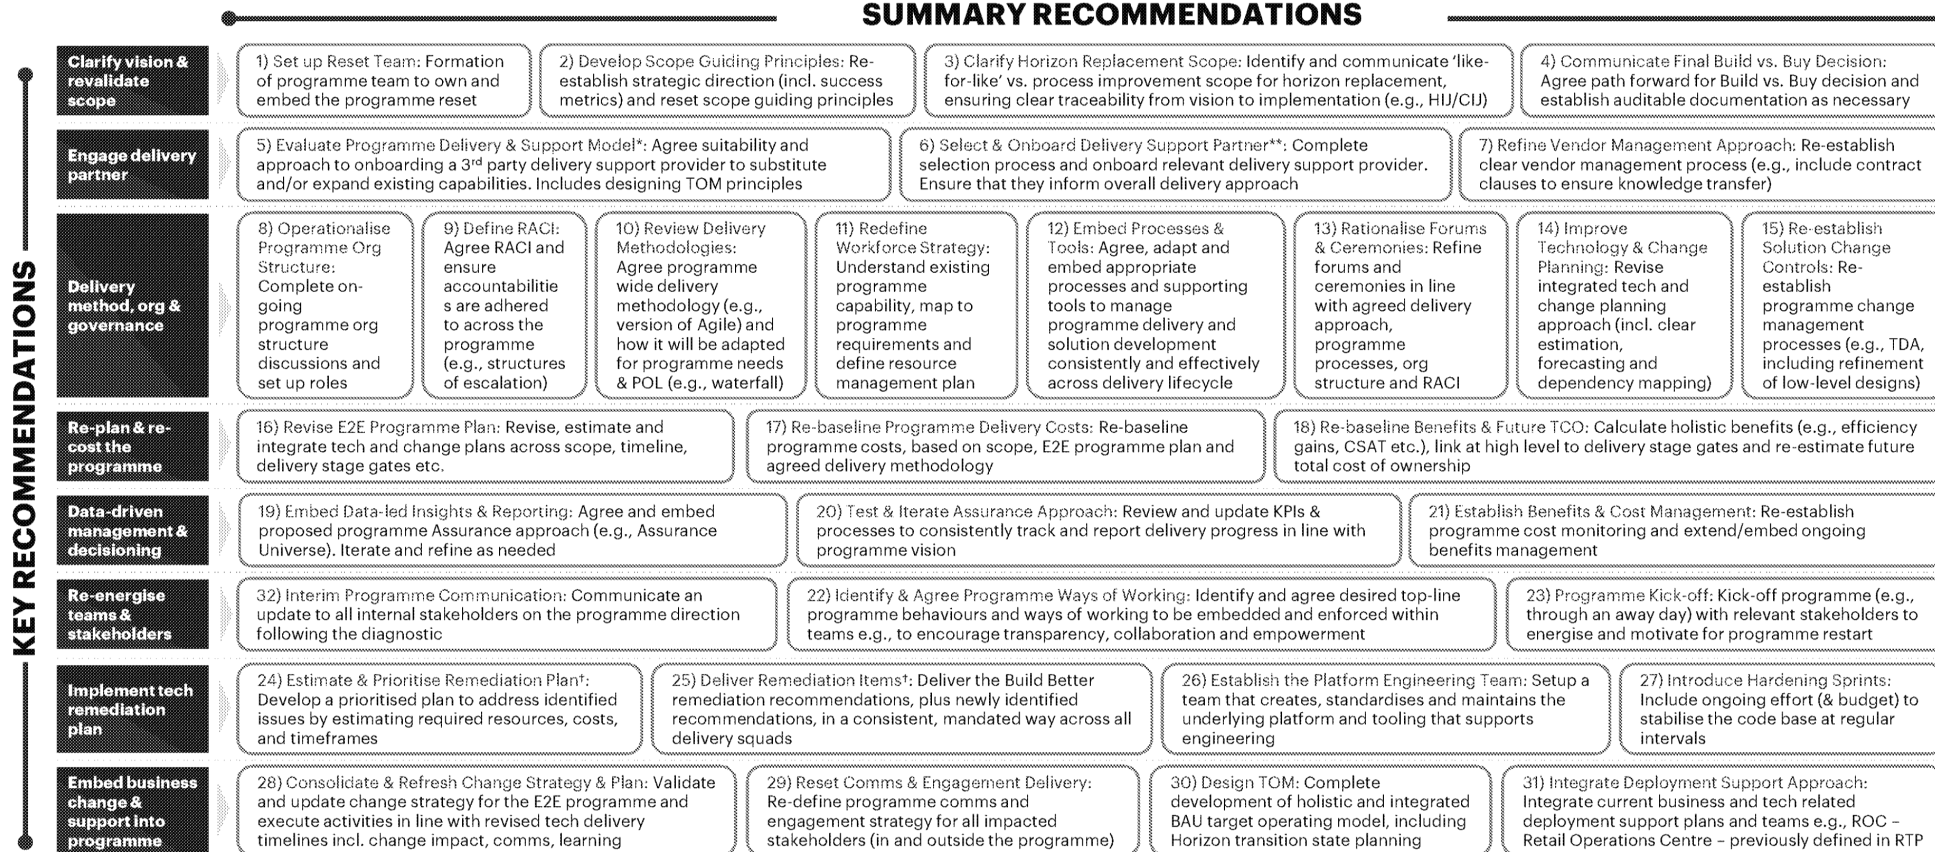 SUMMARY RECOMMENDATIONS
KEY RECOMMENDATIONS
Clarify vision &
revalidate
scope
1) Set up Reset Team: Formation
of programme team to own and
embed the programme reset
2) Develop Scope Guiding Principles: Re-
establish strategic direction (incl. success
metrics) and reset scope guiding principles
3) Clarify Horizon Replacement Scope: Identify and communicate ‘like-
for-like’ vs. process improvement scope for horizon replacement,
ensuring clear traceability from vision to implementation (e.g., HIJ/CIJ)
4) Communicate Final Build vs. Buy Decision:
Agree path forward for Build vs. Buy decision and
establish auditable documentation as necessary
Engage delivery
partner
5) Evaluate Programme Delivery & Support Model*: Agree suitability and
approach to onboarding a 3rd party delivery support provider to substitute
and/or expand existing capabilities. Includes designing TOM principles
6) Select & Onboard Delivery Support Partner**: Complete
selection process and onboard relevant delivery support provider.
Ensure that they inform overall delivery approach
7) Refine Vendor Management Approach: Re-establish
clear vendor management process (e.g., include contract
clauses to ensure knowledge transfer)
Delivery
method, org &
governance
8) Operationalise
Programme Org
Structure:
Complete on-
going
programme org
structure
discussions and
set up roles
9) Define RACI:
Agree RACI and
ensure
accountabilitie
s are adhered
to across the
programme
(e.g., structures
of escalation)
10) Review Delivery
Methodologies:
Agree programme
wide delivery
methodology (e.g.,
version of Agile) and
how it will be adapted
for programme needs
& POL (e.g., waterfall)
11) Redefine
Workforce Strategy:
Understand existing
programme
capability, map to
programme
requirements and
define resource
management plan
12) Embed Processes &
Tools: Agree, adapt and
embed appropriate
processes and supporting
tools to manage
programme delivery and
solution development
consistently and effectively
across delivery lifecycle
13) Rationalise Forums
& Ceremonies: Refine
forums and
ceremonies in line
with agreed delivery
approach,
programme
processes, org
structure and RACI
14) Improve
Technology & Change
Planning: Revise
integrated tech and
change planning
approach (incl. clear
estimation,
forecasting and
dependency mapping)
15) Re-establish
Solution Change
Controls: Re-
establish
programme change
management
processes (e.g., TDA,
including refinement
of low-level designs)
Re-plan & re-
cost the
programme
16) Revise E2E Programme Plan: Revise, estimate and
integrate tech and change plans across scope, timeline,
delivery stage gates etc.
17) Re-baseline Programme Delivery Costs: Re-baseline
programme costs, based on scope, E2E programme plan and
agreed delivery methodology
18) Re-baseline Benefits & Future TCO: Calculate holistic benefits (e.g., efficiency
gains, CSAT etc.), link at high level to delivery stage gates and re-estimate future
total cost of ownership
Data-driven
management &
decisioning
19) Embed Data-led Insights & Reporting: Agree and embed
proposed programme Assurance approach (e.g., Assurance
Universe). Iterate and refine as needed
20) Test & Iterate Assurance Approach: Review and update KPIs &
processes to consistently track and report delivery progress in line with
programme vision
21) Establish Benefits & Cost Management: Re-establish
programme cost monitoring and extend/embed ongoing
benefits management
Re-energise
teams &
stakeholders
32) Interim Programme Communication: Communicate an
update to all internal stakeholders on the programme direction
following the diagnostic
22) Identify & Agree Programme Ways of Working: Identify and agree desired top-line
programme behaviours and ways of working to be embedded and enforced within
teams e.g., to encourage transparency, collaboration and empowerment
23) Programme Kick-off: Kick-off programme (e.g.,
through an away day) with relevant stakeholders to
energise and motivate for programme restart
Implement tech
remediation
plan
24) Estimate & Prioritise Remediation Plan†:
Develop a prioritised plan to address identified
issues by estimating required resources, costs,
and timeframes
25) Deliver Remediation Items†: Deliver the Build Better
remediation recommendations, plus newly identified
recommendations, in a consistent, mandated way across all
delivery squads
26) Establish the Platform Engineering Team: Setup a
team that creates, standardises and maintains the
underlying platform and tooling that supports
engineering
27) Introduce Hardening Sprints:
Include ongoing effort (& budget) to
stabilise the code base at regular
intervals
Embed business
change &
support into
programme
28) Consolidate & Refresh Change Strategy & Plan: Validate
and update change strategy for the E2E programme and
execute activities in line with revised tech delivery
timelines incl. change impact, comms, learning
29) Reset Comms & Engagement Delivery:
Re-define programme comms and
engagement strategy for all impacted
stakeholders (in and outside the programme)
30) Design TOM: Complete
development of holistic and integrated
BAU target operating model, including
Horizon transition state planning
31) Integrate Deployment Support Approach:
Integrate current business and tech related
deployment support plans and teams e.g., ROC –
Retail Operations Centre – previously defined in RTP